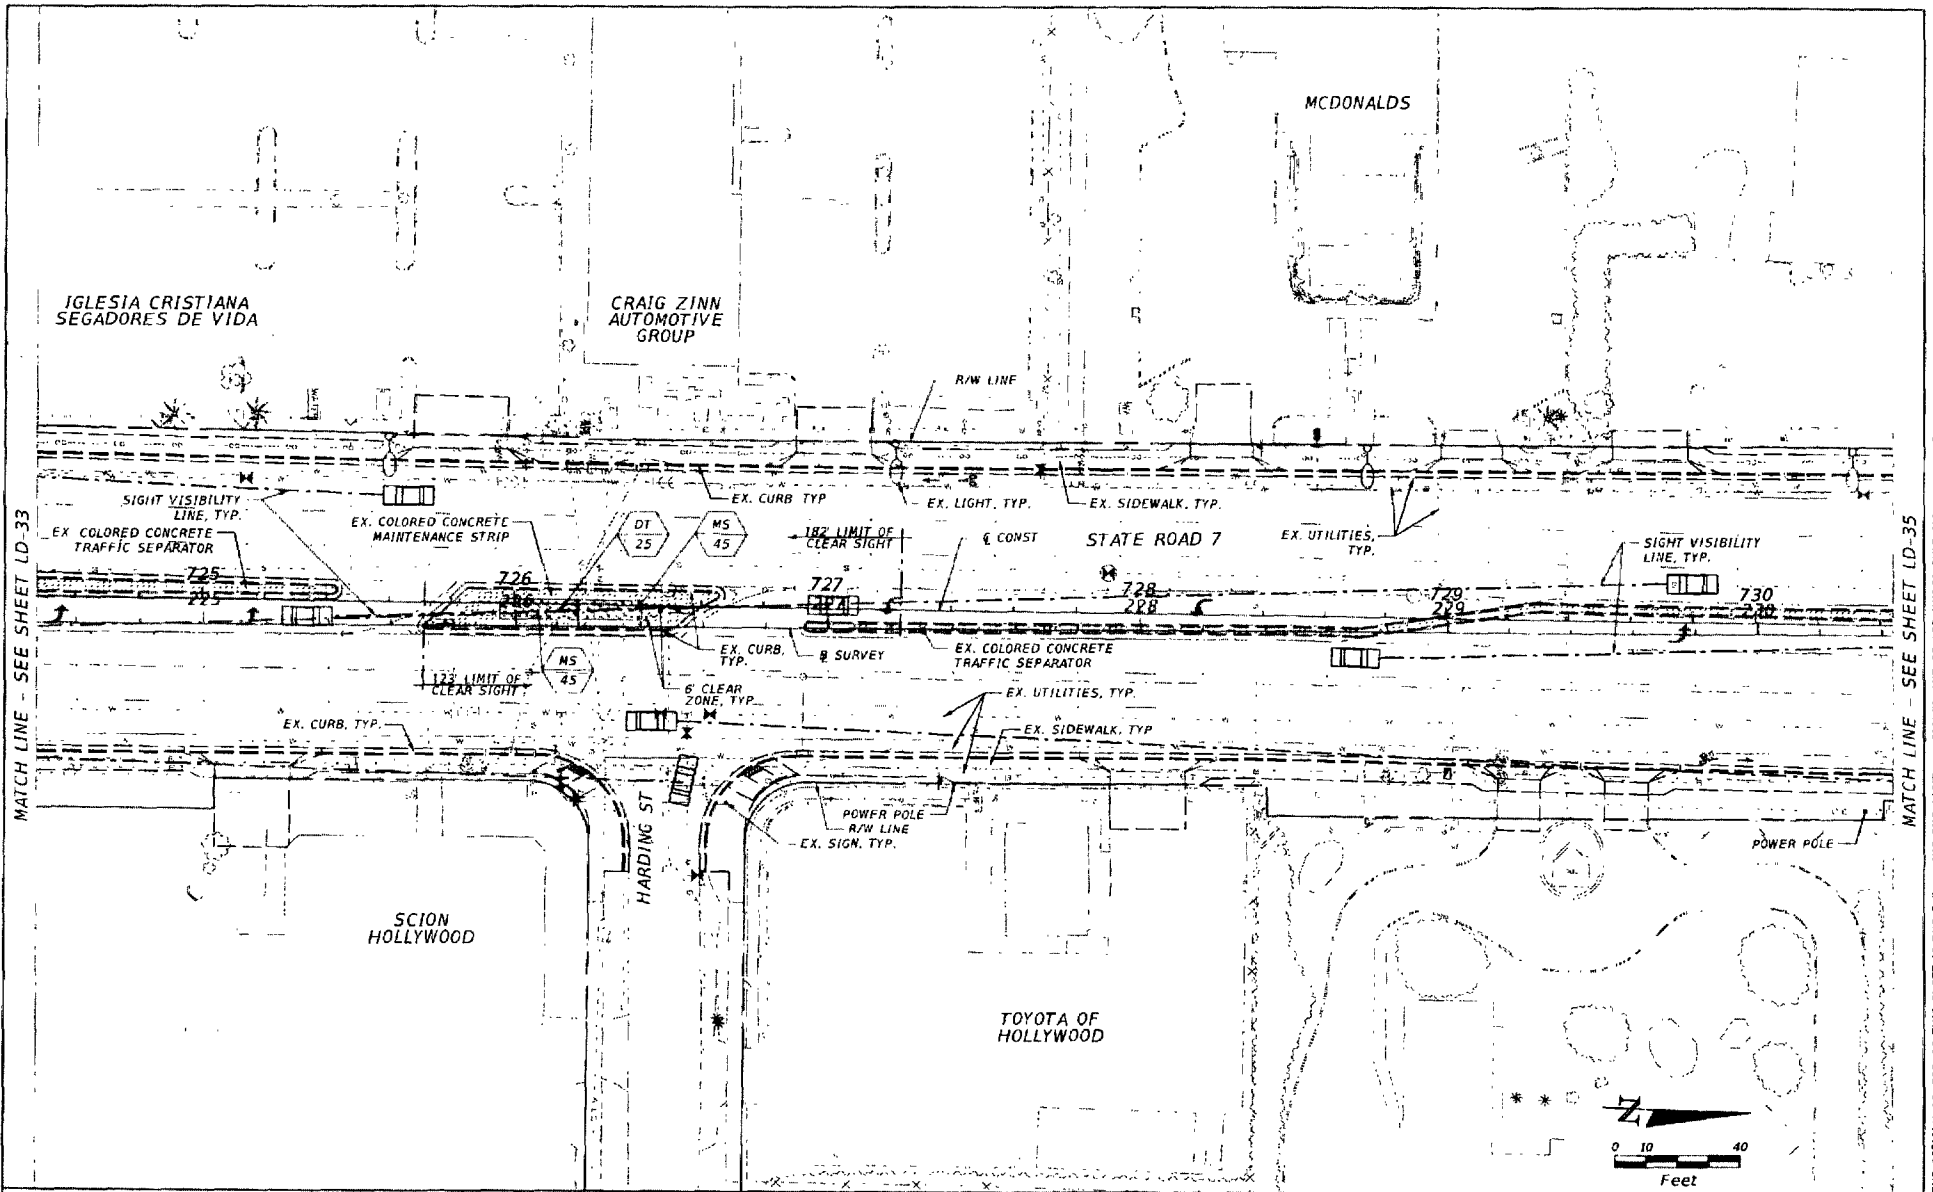 MCDONALDS
IGLESIA CRISTIANA
SEGADORES DE VIDA
CRAIG ZINN
AUTOMOTIVE
GROUP
R/W LINE
SIGHT VISIBILITY
LINE, TYP.
EX. CURB TYP
EX. LIGHT, TYP.
EX. SIDEWALK, TYP.
EX COLORED CONCRETE
TRAFFIC SEPARATOR
EX. COLORED CONCRETE
MAINTENANCE STRIP
DT
25
MS
45
182' LIMIT OF
CLEAR SIGHT
℄ CONST
STATE ROAD 7
EX. UTILITIES,
TYP.
SIGHT VISIBILITY
LINE, TYP.
MATCH LINE - SEE SHEET LD-33
MATCH LINE - SEE SHEET LD-35
725
225
726
226
727
728
228
729
229
730
230
MS
45
123' LIMIT OF
CLEAR SIGHT
EX. CURB,
TYP.
B SURVEY
EX. COLORED CONCRETE
TRAFFIC SEPARATOR
6' CLEAR
ZONE, TYP.
EX. UTILITIES, TYP.
EX. CURB, TYP.
EX. SIDEWALK, TYP
HARDING ST
POWER POLE
R/W LINE
EX. SIGN, TYP.
POWER POLE
SCION
HOLLYWOOD
TOYOTA OF
HOLLYWOOD
N
0 10 40
Feet